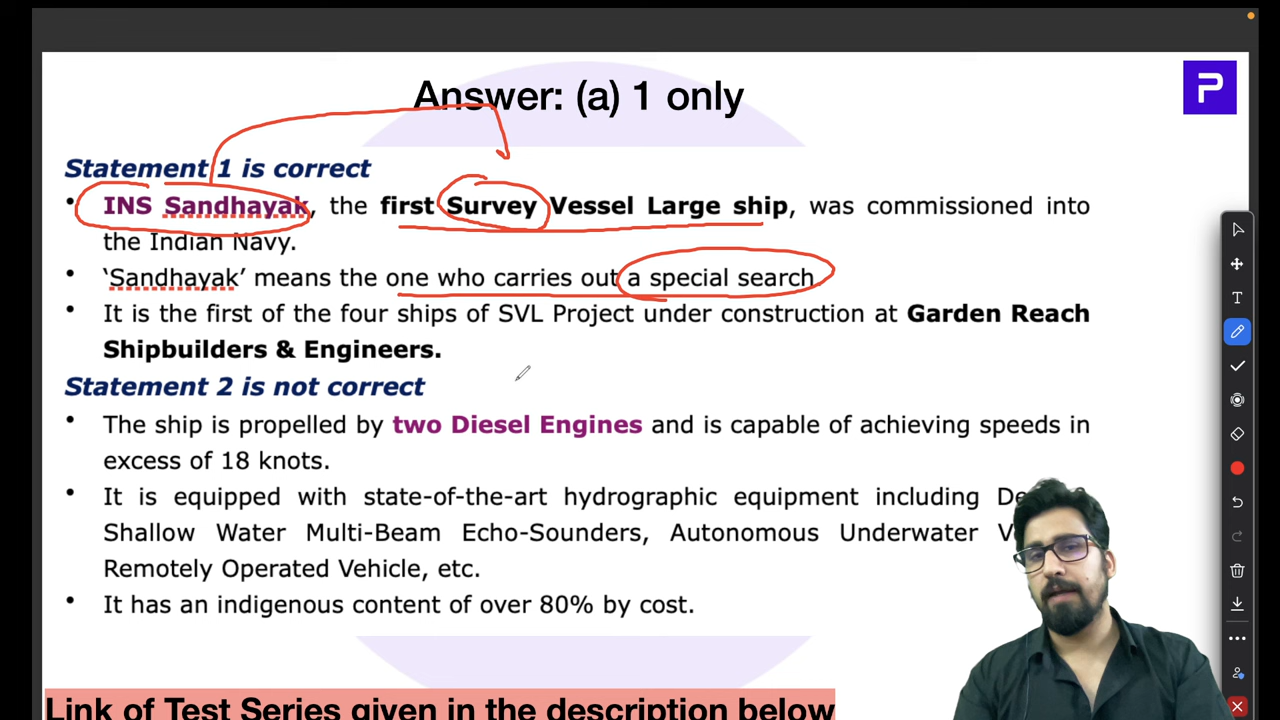 P
Answer: (a) 1 only
Statement 1 is correct
• INS Sandhayak, the first Survey Vessel Large ship, was commissioned into
the Indian Navy.
• ‘Sandhayak’ means the one who carries out a special search.
• It is the first of the four ships of SVL Project under construction at Garden Reach
Shipbuilders & Engineers.
Statement 2 is not correct
• The ship is propelled by two Diesel Engines and is capable of achieving speeds in
excess of 18 knots.
• It is equipped with state-of-the-art hydrographic equipment including
Shallow Water Multi-Beam Echo-Sounders, Autonomous Underwater
Remotely Operated Vehicle, etc.
• It has an indigenous content of over 80% by cost.
Link of Test Series given in the description below
T